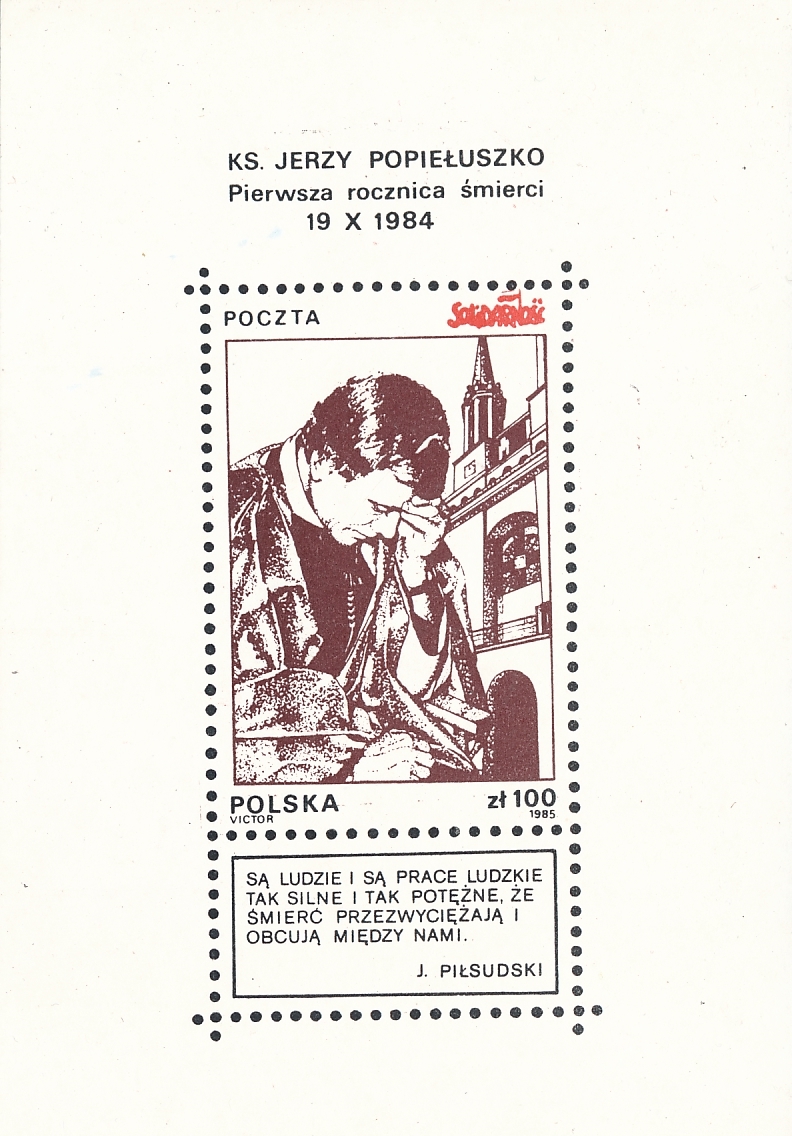 KS. JERZY POPIEŁUSZKO
Pierwsza rocznica śmierci
19 X 1984
POCZTA SOLIDARNOŚĆ
POLSKA zł 100
VICTOR 1985
SĄ LUDZIE I SĄ PRACE LUDZKIE
TAK SILNE I TAK POTĘŻNE, ŻE
ŚMIERĆ PRZEZWYCIĘŻAJĄ I
OBCUJĄ MIĘDZY NAMI.
J. PIŁSUDSKI